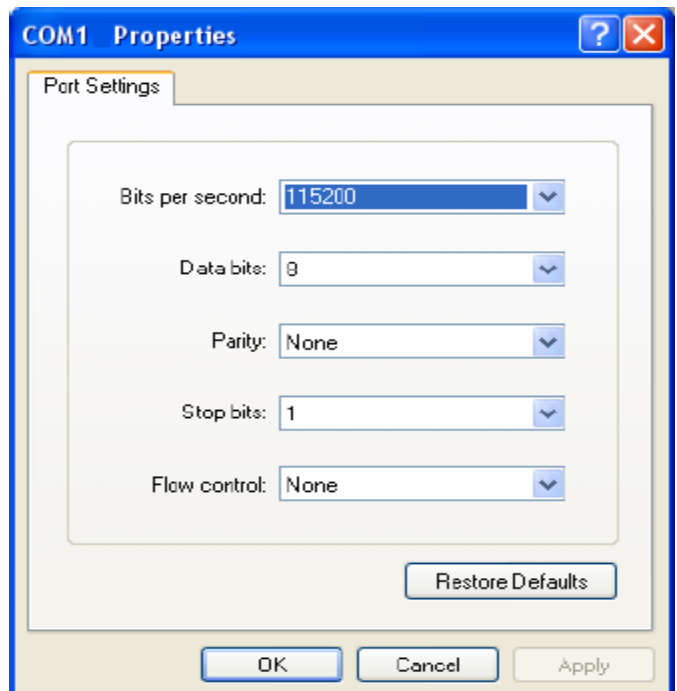 COM1 Properties
Port Settings
Bits per second: 115200
Data bits: 8
Parity: None
Stop bits: 1
Flow control: None
Restore Defaults
OK Cancel Apply